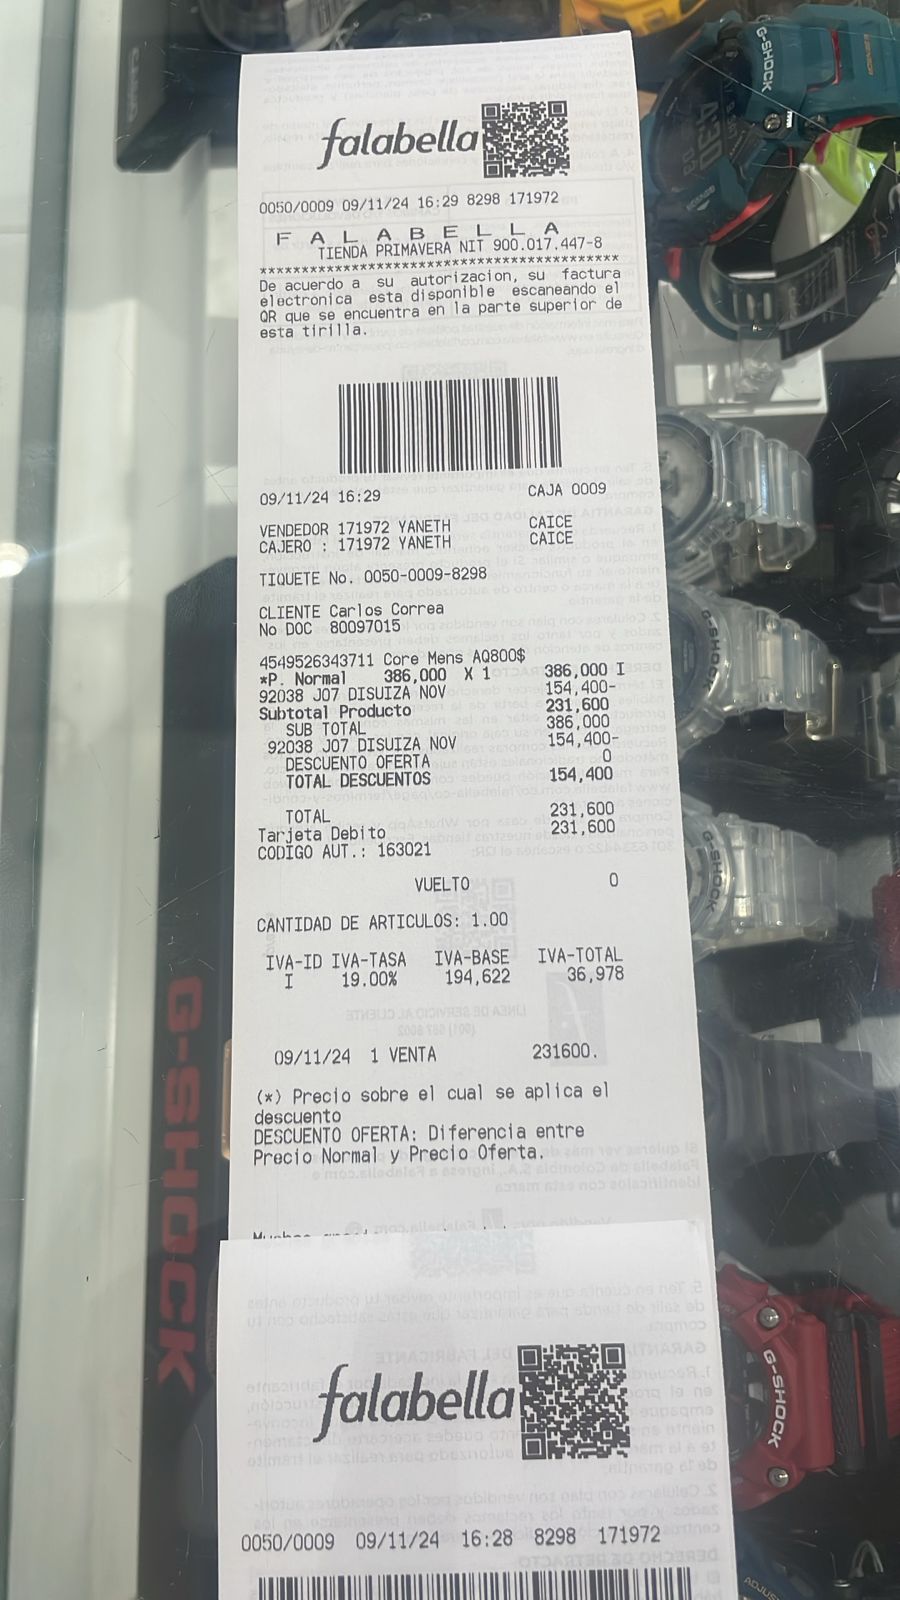 falabella
0050/0009 09/11/24 16:29 8298 171972
F A L A B E L L A
TIENDA PRIMAVERA NIT 900.017.447-8
*******************************************
De acuerdo a su autorizacion, su factura
electronica esta disponible escaneando el
QR que se encuentra en la parte superior de
esta tirilla.
09/11/24 16:29 CAJA 0009
VENDEDOR 171972 YANETH CAICE
CAJERO : 171972 YANETH CAICE
TIQUETE No. 0050-0009-8298
CLIENTE Carlos Correa
No DOC 80097015
4549526343711 Core Mens AQ800$
*P. Normal 386,000 X 1 386,000 I
92038 J07 DISUIZA NOV 154,400-
Subtotal Producto 231,600
SUB TOTAL 386,000
92038 J07 DISUIZA NOV 154,400-
DESCUENTO OFERTA 0
TOTAL DESCUENTOS 154,400
TOTAL 231,600
Tarjeta Debito 231,600
CODIGO AUT.: 163021
VUELTO 0
CANTIDAD DE ARTICULOS: 1.00
IVA-ID IVA-TASA IVA-BASE IVA-TOTAL
I 19.00% 194,622 36,978
09/11/24 1 VENTA 231600.
(*) Precio sobre el cual se aplica el
descuento
DESCUENTO OFERTA: Diferencia entre
Precio Normal y Precio Oferta.
falabella
0050/0009 09/11/24 16:28 8298 171972
G-SHOCK
G-SHOCK
G-SHOCK
G-SHOCK
G-SHOCK